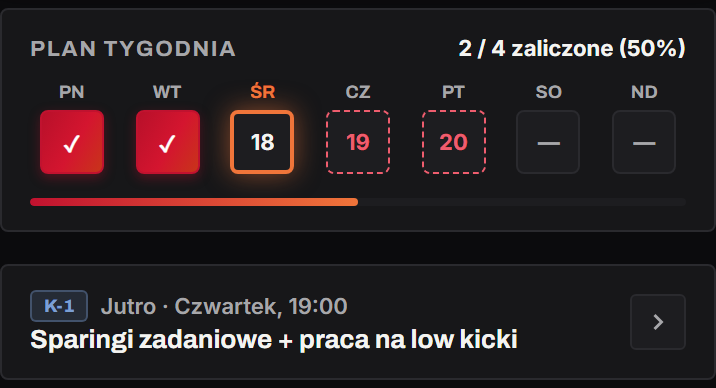 PLAN TYGODNIA 2 / 4 zaliczone (50%)
PN WT ŚR CZ PT SO ND
✓ ✓ 18 19 20 — —
K-1 Jutro · Czwartek, 19:00
Sparingi zadaniowe + praca na low kicki